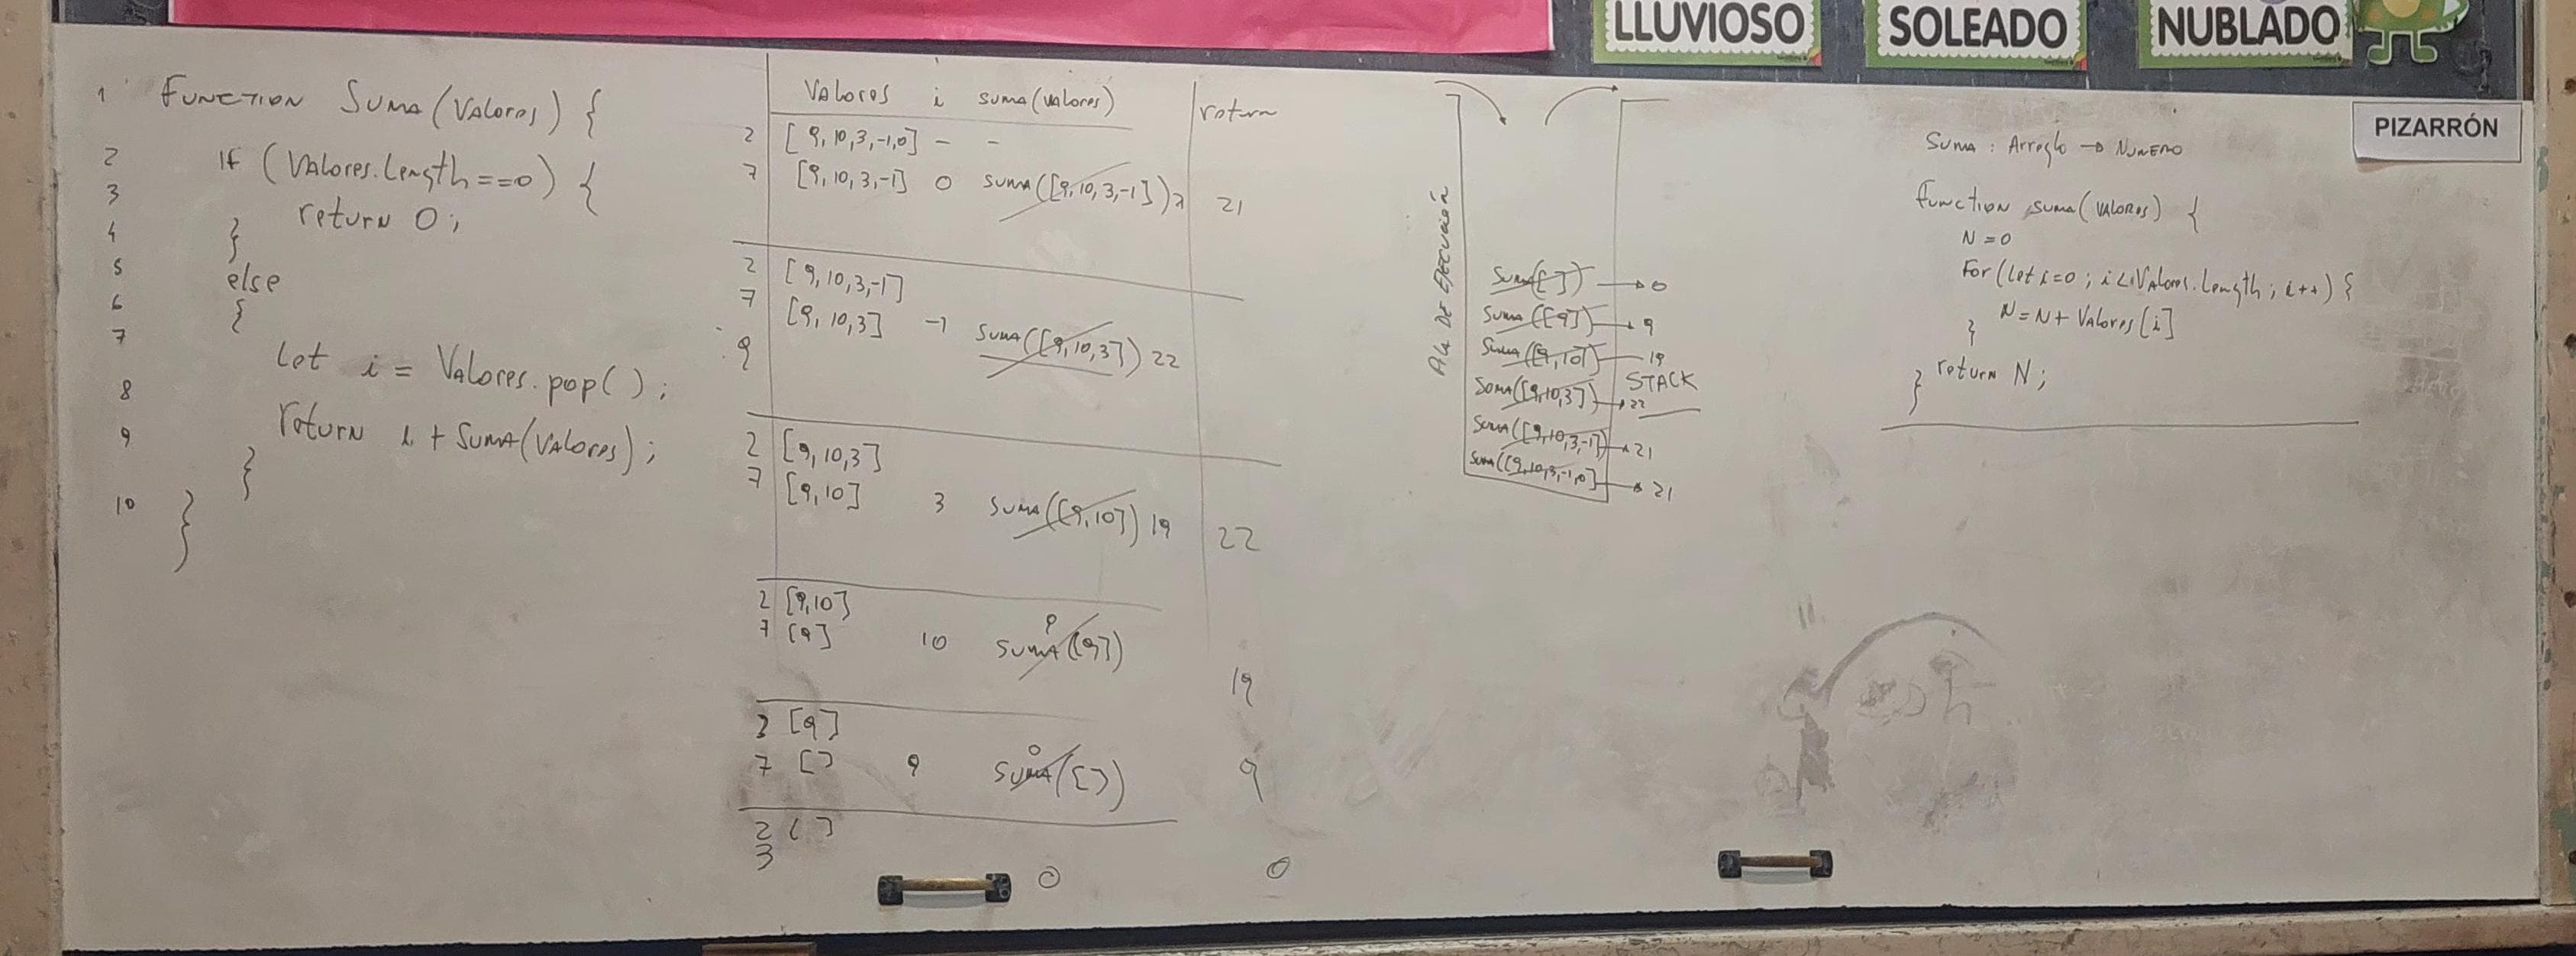 LLUVIOSO
SOLEADO
NUBLADO
PIZARRÓN
1 FUNCTION SUMA(VALORES) {
2 If (VALORES.Length==0) {
3 return 0;
4 }
5 else
6 {
7 Let i = VALORES.pop();
8 return i + SUMA(VALORES);
9 }
10 }
VALORES i SUMA(VALORES) return
2 [9,10,3,-1,0] - -
7 [9,10,3,-1] 0 SUMA([9,10,3,-1]) 21
2 [9,10,3,-1]
7 [9,10,3] -1 SUMA([9,10,3]) 22
9
2 [9,10,3]
7 [9,10] 3 SUMA([9,10]) 19 22
2 [9,10]
7 [9] 10 SUMA([9]) 9
19
[9]
7 [] 9 SUMA([]) 0 9
2 []
3
0 0
DE EJECUCIÓN
SUMA([]) → 0
SUMA([9]) → 9
SUMA([9,10]) — 19
STACK
SUMA([9,10,3]) → 22
SUMA([9,10,3,-1]) → 21
SUMA([9,10,3,-1,0]) → 21
SUMA : Arreglo → NUMERO
Function SUMA(VALORES) {
N=0
For (Let i=0; i<VALORES.Length; i++) {
N=N+VALORES[i]
}
return N;
}